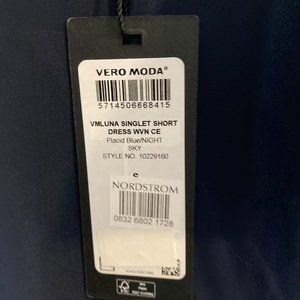 VERO MODA®
5714506668415
VMLUNA SINGLET SHORT
DRESS WVN CE
Placid Blue/NIGHT
SKY
STYLE NO. 10229160
S
NORDSTROM
0832 6802 1728